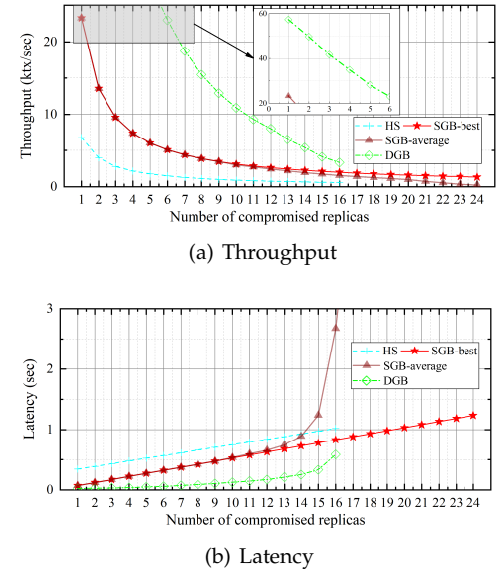 60
40
20
0 1 2 3 4 5 6
20
10
0
Throughput (ktx/sec)
HS SGB-best
SGB-average
DGB
1 2 3 4 5 6 7 8 9 10 11 12 13 14 15 16 17 18 19 20 21 22 23 24
Number of compromised replicas
(a) Throughput
3
2
1
0
Latency (sec)
HS SGB-best
SGB-average
DGB
1 2 3 4 5 6 7 8 9 10 11 12 13 14 15 16 17 18 19 20 21 22 23 24
Number of compromised replicas
(b) Latency